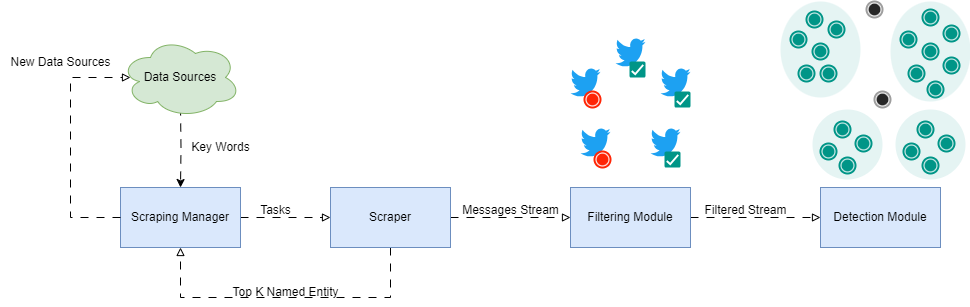 New Data Sources
Data Sources
Key Words
Scraping Manager
Tasks
Scraper
Messages Stream
Filtering Module
Filtered Stream
Detection Module
Top K Named Entity